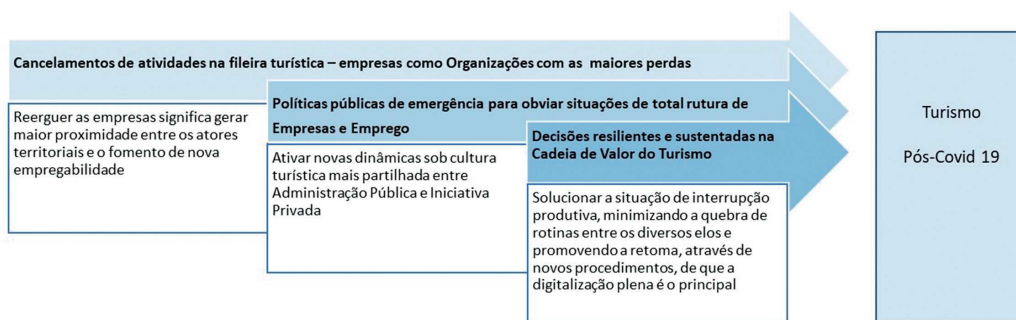 Cancelamentos de atividades na fileira turística – empresas como Organizações com as maiores perdas
Reerguer as empresas significa gerar
maior proximidade entre os atores
territoriais e o fomento de nova
empregabilidade
Políticas públicas de emergência para obviar situações de total rutura de
Empresas e Emprego
Ativar novas dinâmicas sob cultura
turística mais partilhada entre
Administração Pública e Iniciativa
Privada
Decisões resilientes e sustentadas na
Cadeia de Valor do Turismo
Solucionar a situação de interrupção
produtiva, minimizando a quebra de
rotinas entre os diversos elos e
promovendo a retoma, através de
novos procedimentos, de que a
digitalização plena é o principal
Turismo
Pós-Covid 19